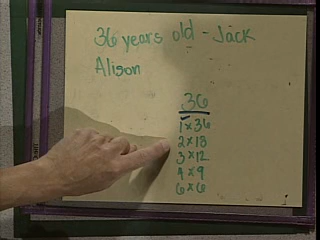 36 years old - Jack
Alison
36
1 x 36
2 x 18
3 x 12
4 x 9
6 x 6